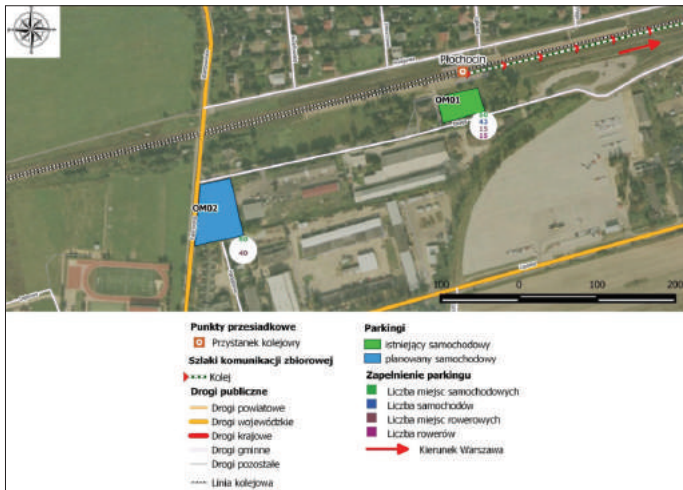 Płochocin
OM01
43
15
15
OM02
40
100
0
100
200
Punkty przesiadkowe
Przystanek kolejowy
Szlaki komunikacji zbiorowej
Kolej
Drogi publiczne
Drogi powiatowe
Drogi wojewódzkie
Drogi krajowe
Drogi gminne
Drogi pozostałe
Linia kolejowa
Parkingi
istniejący samochodowy
planowany samochodowy
Zapełnienie parkingu
Liczba miejsc samochodowych
Liczba samochodów
Liczba miejsc rowerowych
Liczba rowerów
Kierunek Warszawa